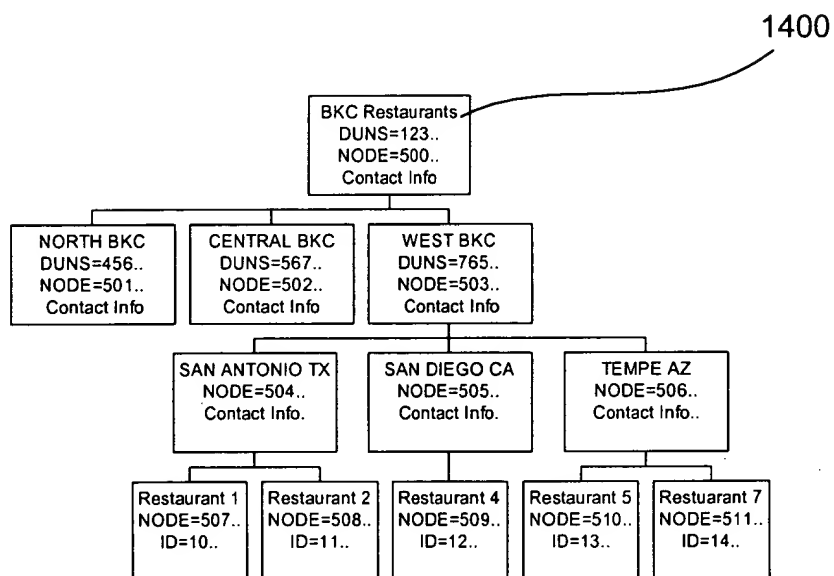 1400
BKC Restaurants
DUNS=123..
NODE=500..
Contact Info
NORTH BKC
DUNS=456..
NODE=501..
Contact Info
CENTRAL BKC
DUNS=567..
NODE=502..
Contact Info
WEST BKC
DUNS=765..
NODE=503..
Contact Info
SAN ANTONIO TX
NODE=504..
Contact Info.
SAN DIEGO CA
NODE=505..
Contact Info.
TEMPE AZ
NODE=506..
Contact Info..
Restaurant 1
NODE=507..
ID=10..
Restaurant 2
NODE=508..
ID=11..
Restaurant 4
NODE=509..
ID=12..
Restaurant 5
NODE=510..
ID=13..
Restuarant 7
NODE=511..
ID=14..